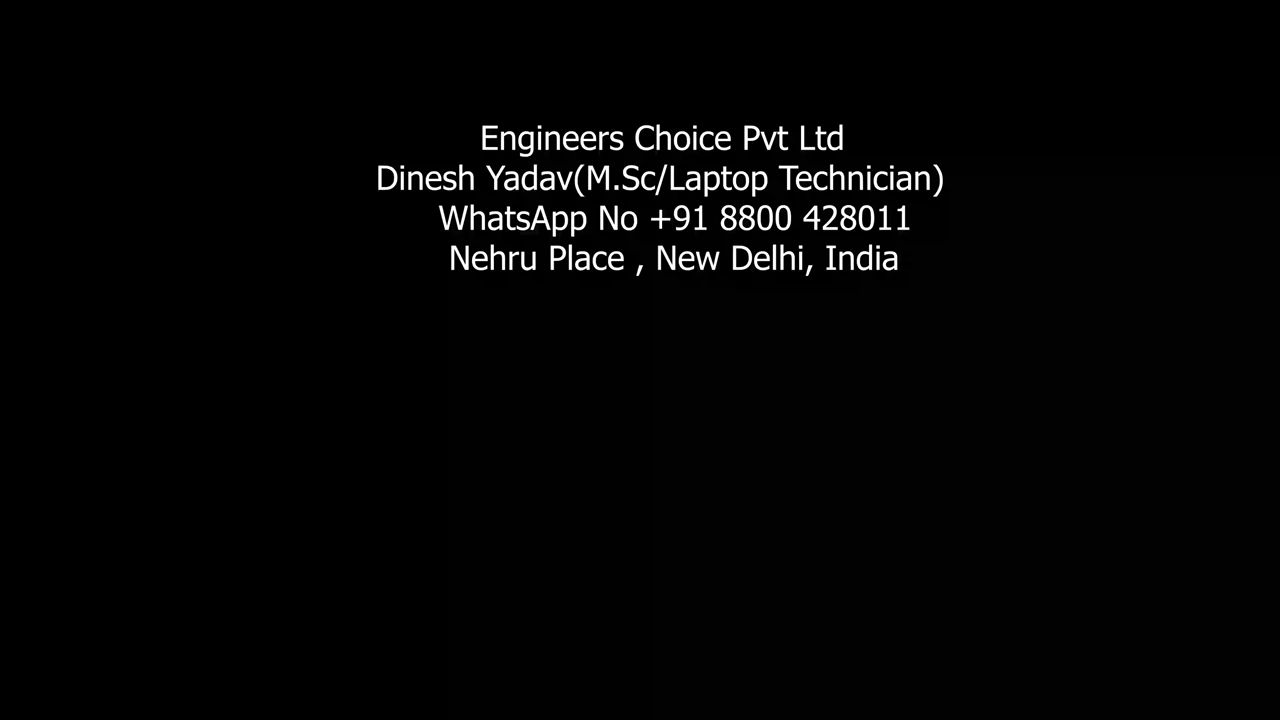 Engineers Choice Pvt Ltd
Dinesh Yadav(M.Sc/Laptop Technician)
WhatsApp No +91 8800 428011
Nehru Place , New Delhi, India